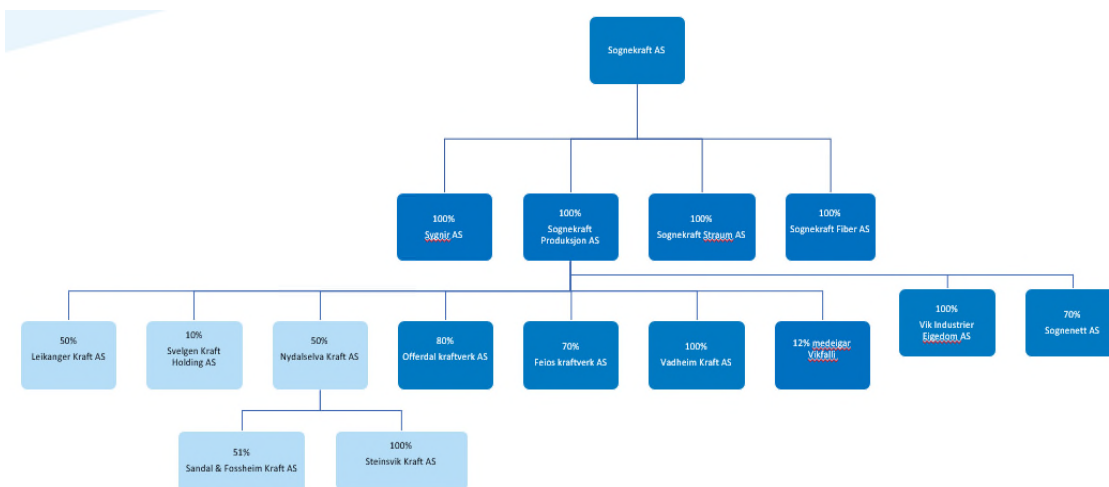 Sognekraft AS
100%
Sygnir AS
100%
Sognekraft
Produksjon AS
100%
Sognekraft Straum AS
100%
Sognekraft Fiber AS
50%
Leikanger Kraft AS
10%
Svelgen Kraft
Holding AS
50%
Nydalselva Kraft AS
80%
Offerdal kraftverk AS
70%
Feios kraftverk AS
100%
Vadheim Kraft AS
12% medeigar
Vikfalli
100%
Vik Industrier
Eigedom AS
70%
Sognenett AS
51%
Sandal & Fossheim Kraft AS
100%
Steinsvik Kraft AS